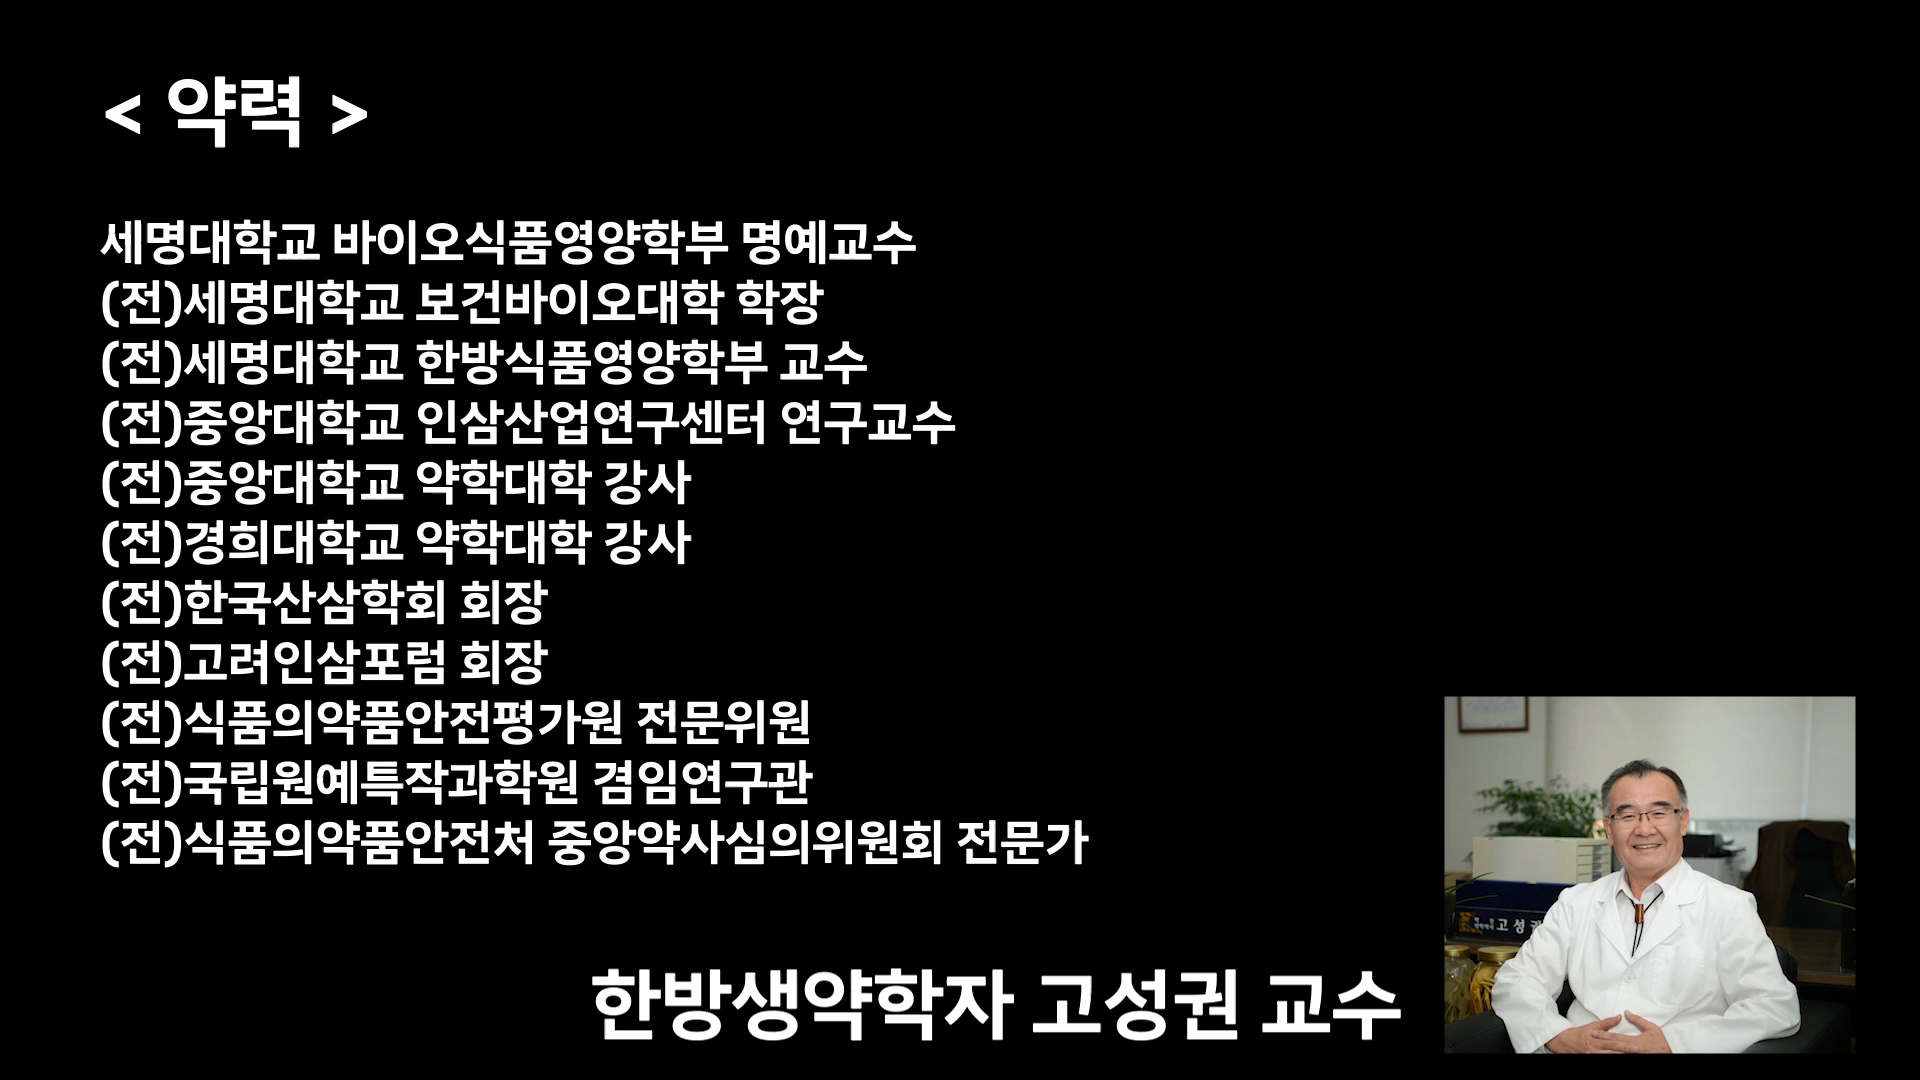 < 약력 >
세명대학교 바이오식품영양학부 명예교수
(전)세명대학교 보건바이오대학 학장
(전)세명대학교 한방식품영양학부 교수
(전)중앙대학교 인삼산업연구센터 연구교수
(전)중앙대학교 약학대학 강사
(전)경희대학교 약학대학 강사
(전)한국산삼학회 회장
(전)고려인삼포럼 회장
(전)식품의약품안전평가원 전문위원
(전)국립원예특작과학원 겸임연구관
(전)식품의약품안전처 중앙약사심의위원회 전문가
고 성
한방생약학자 고성권 교수